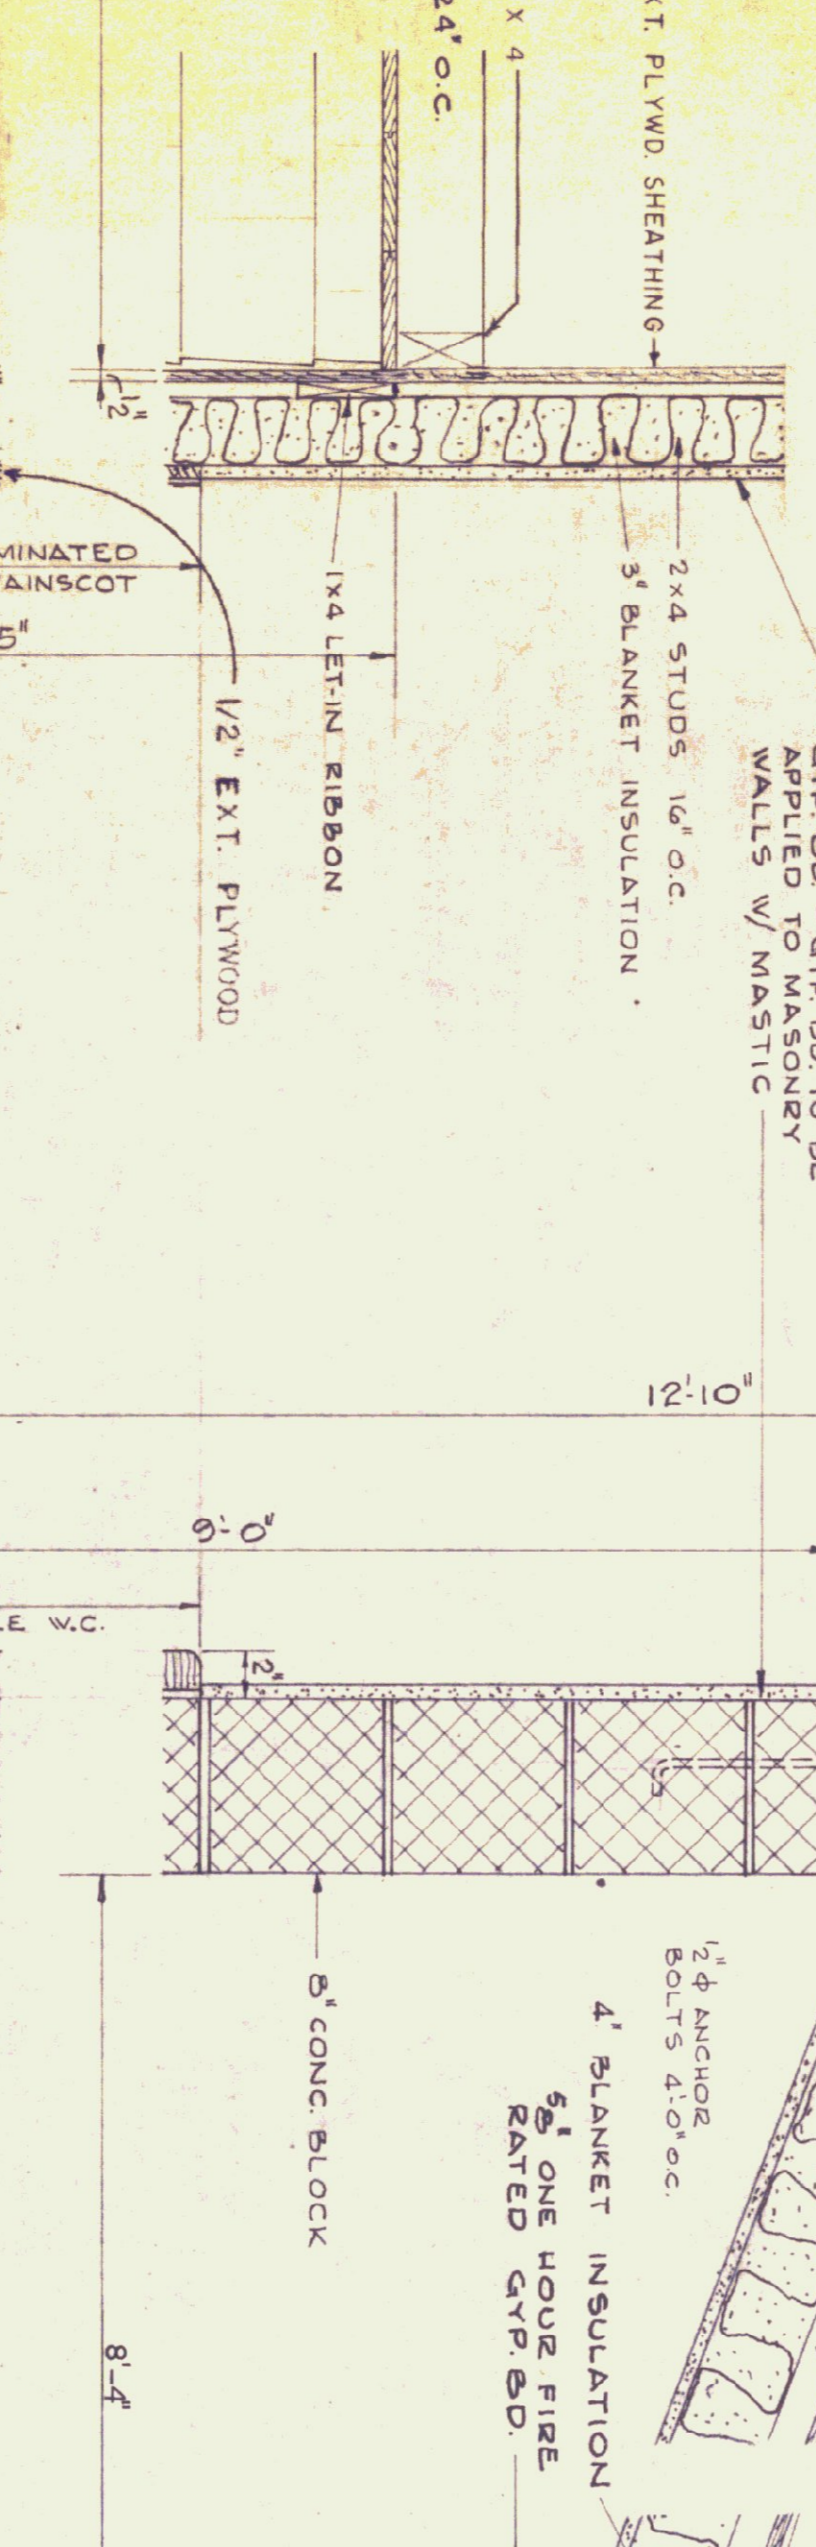 x 4
24" O.C.
EXT. PLYWD. SHEATHING
1/2"
1x4 LET-IN RIBBON
2x4 STUDS 16" O.C.
3" BLANKET INSULATION
1/2" EXT. PLYWOOD
5"
APPLIED TO MASONRY
WALLS W/ MASTIC
12'-10"
9'-0"
W.C.
2"
8" CONC. BLOCK
1/2" ϕ ANCHOR
BOLTS 4'-0" O.C.
4" BLANKET INSULATION
5/8" ONE HOUR FIRE
RATED GYP. BD.
8'-4"